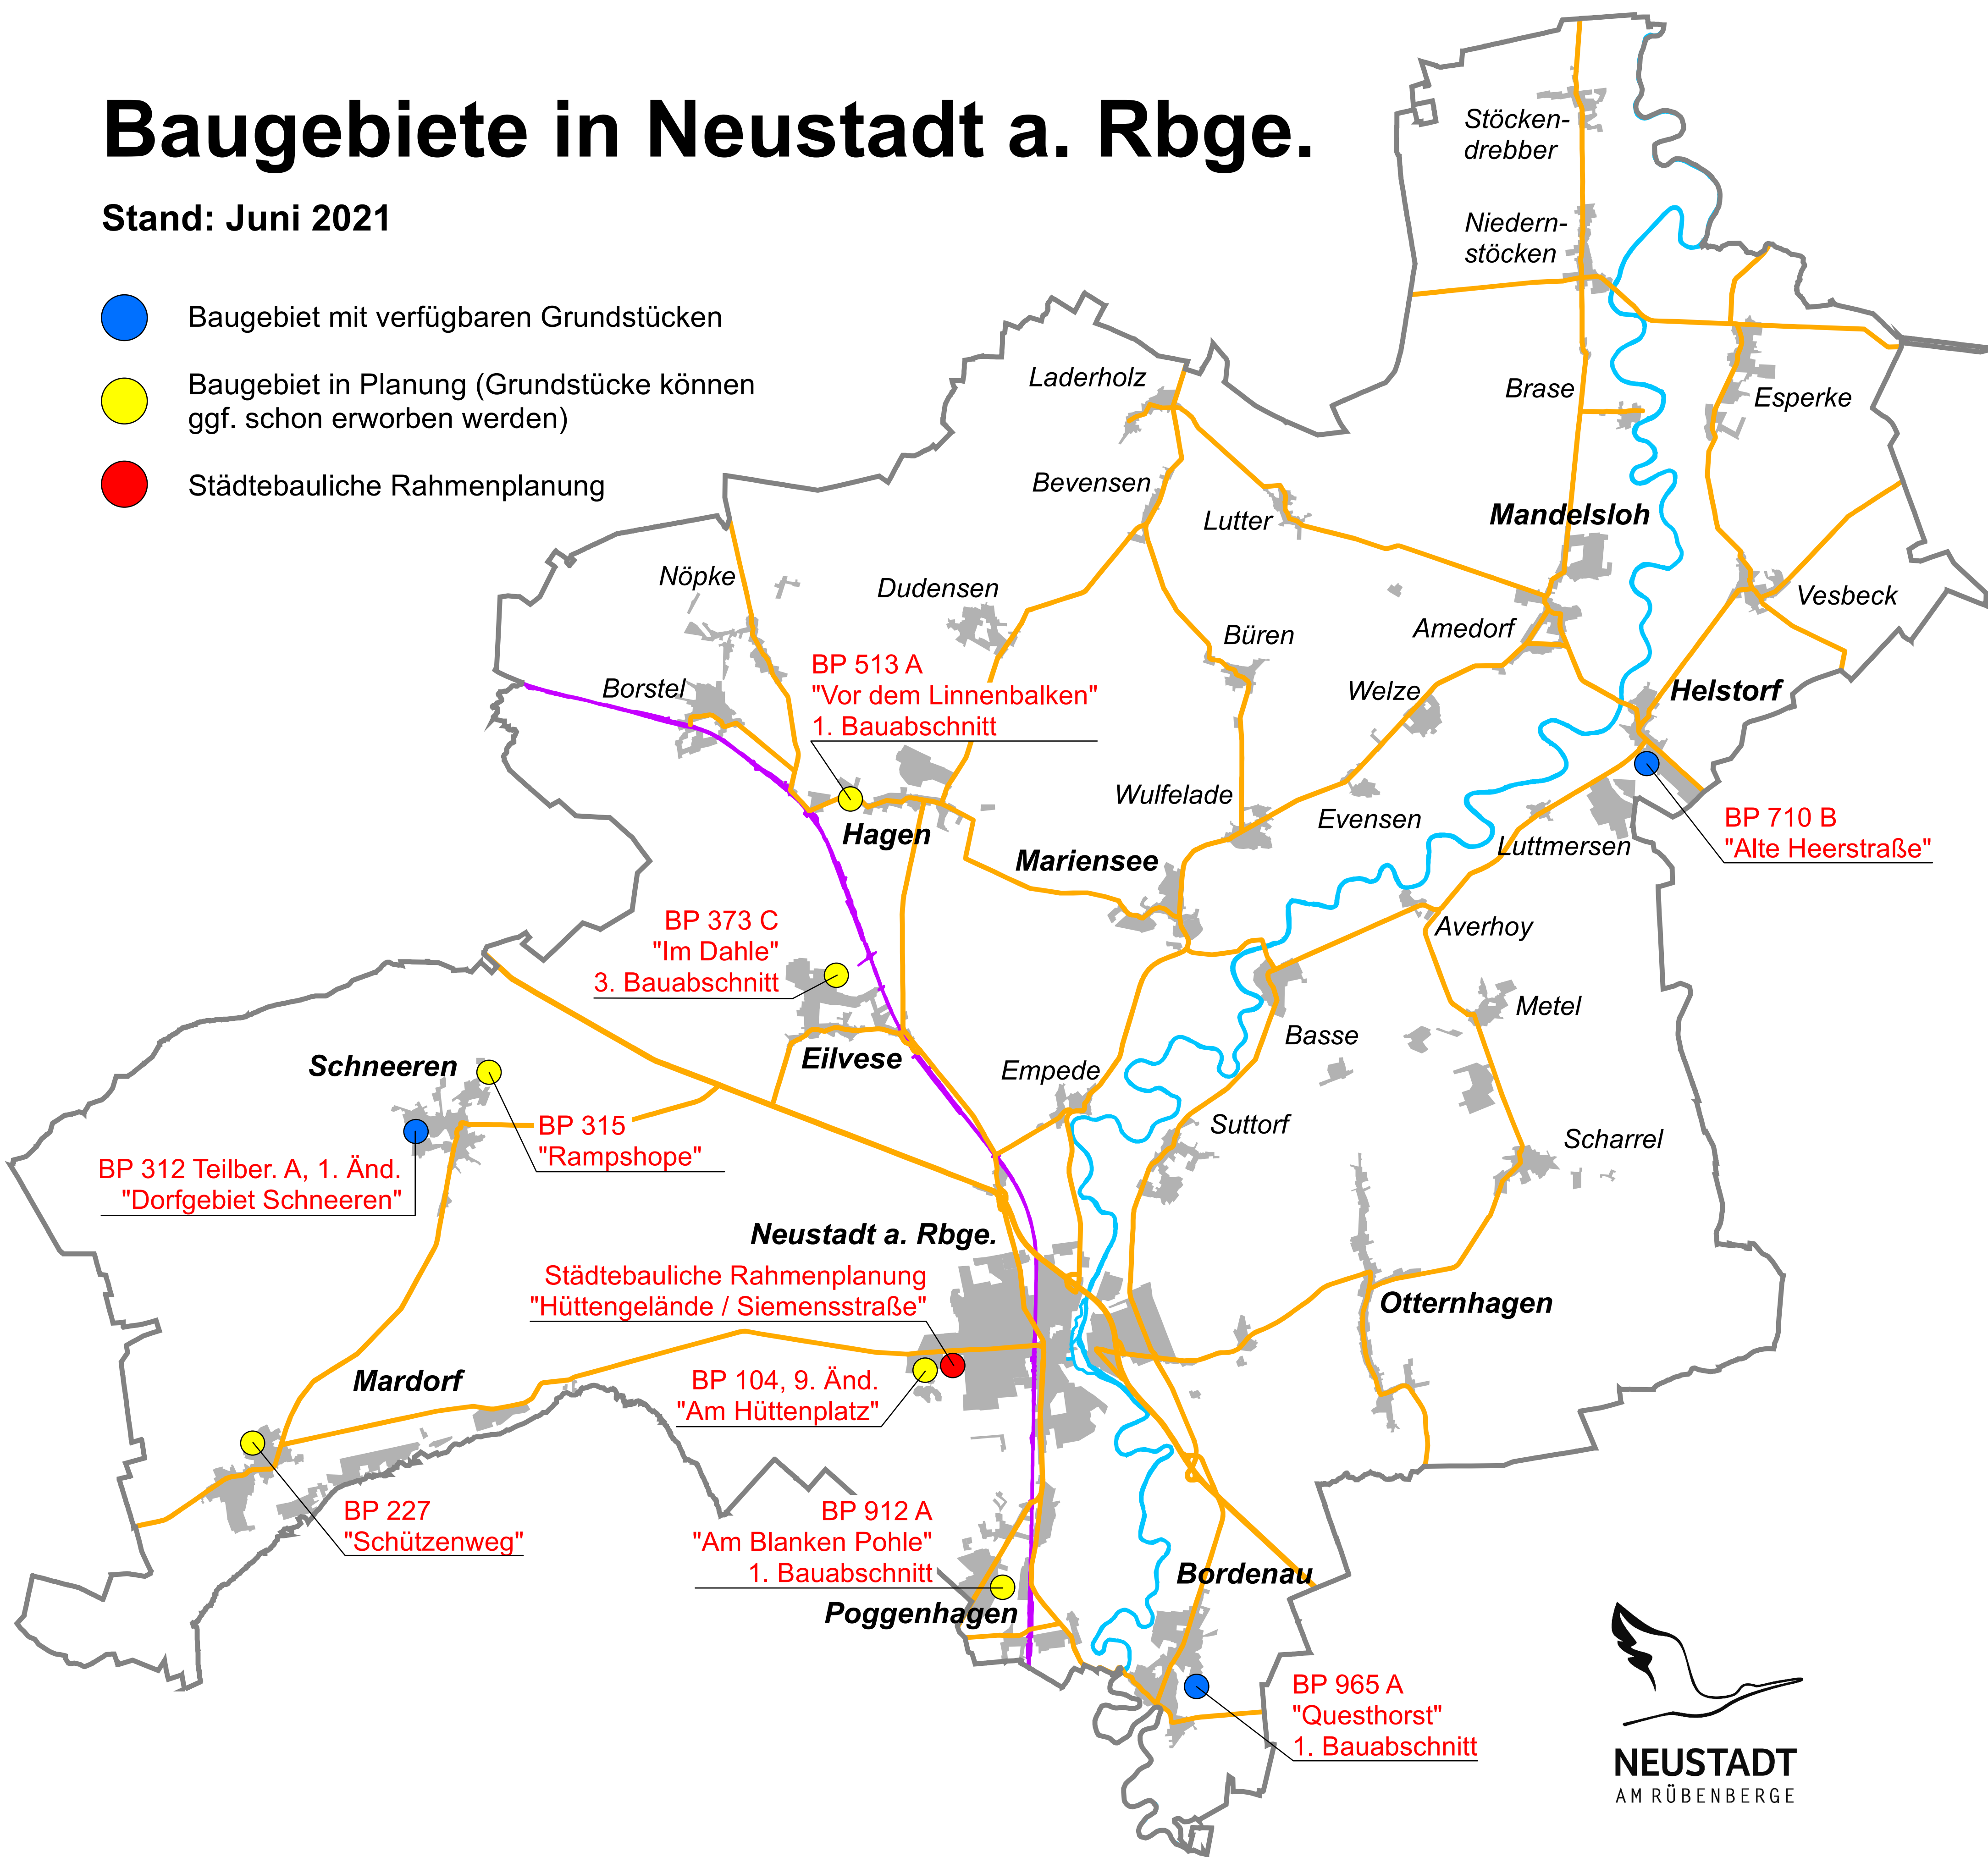 Baugebiete in Neustadt a. Rbge.
Stand: Juni 2021
Baugebiet mit verfügbaren Grundstücken
Baugebiet in Planung (Grundstücke können
ggf. schon erworben werden)
Städtebauliche Rahmenplanung
Stöcken-
drebber
Niedern-
stöcken
Laderholz
Brase
Esperke
Bevensen
Lutter
Mandelsloh
Nöpke
Dudensen
Büren
Amedorf
Vesbeck
BP 513 A
"Vor dem Linnenbalken"
1. Bauabschnitt
Borstel
Welze
Helstorf
Wulfelade
Evensen
Hagen
Mariensee
Luttmersen
BP 710 B
"Alte Heerstraße"
BP 373 C
"Im Dahle"
3. Bauabschnitt
Averhoy
Metel
Basse
Eilvese
Schneeren
Empede
Suttorf
Scharrel
BP 315
"Rampshope"
BP 312 Teilber. A, 1. Änd.
"Dorfgebiet Schneeren"
Neustadt a. Rbge.
Städtebauliche Rahmenplanung
"Hüttengelände / Siemensstraße"
Otternhagen
Mardorf
BP 104, 9. Änd.
"Am Hüttenplatz"
BP 227
"Schützenweg"
BP 912 A
"Am Blanken Pohle"
1. Bauabschnitt
Bordenau
Poggenhagen
BP 965 A
"Questhorst"
1. Bauabschnitt
NEUSTADT
AM RÜBENBERGE